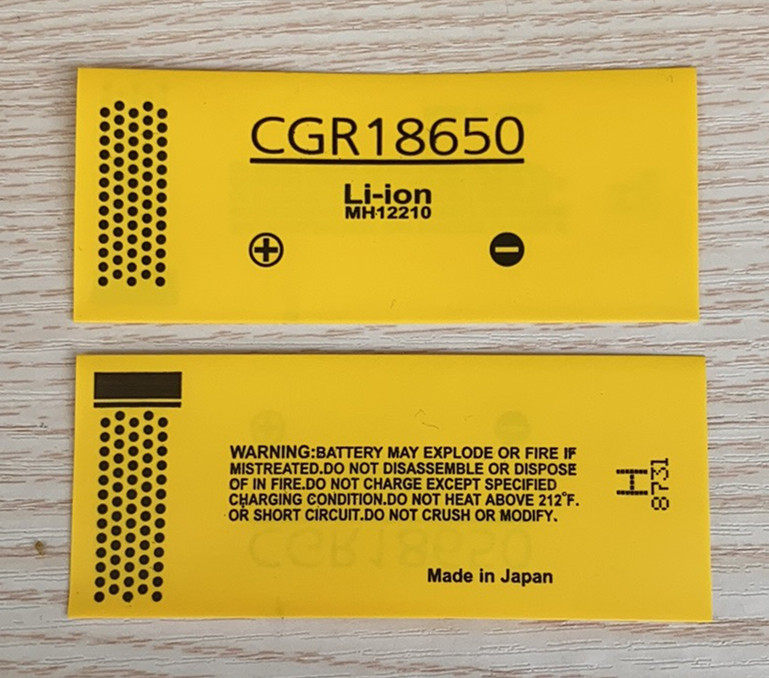 CGR18650
Li-ion
MH12210
WARNING:BATTERY MAY EXPLODE OR FIRE IF
MISTREATED.DO NOT DISASSEMBLE OR DISPOSE
OF IN FIRE.DO NOT CHARGE EXCEPT SPECIFIED
CHARGING CONDITION.DO NOT HEAT ABOVE 212°F.
OR SHORT CIRCUIT.DO NOT CRUSH OR MODIFY.
H
8731
Made in Japan